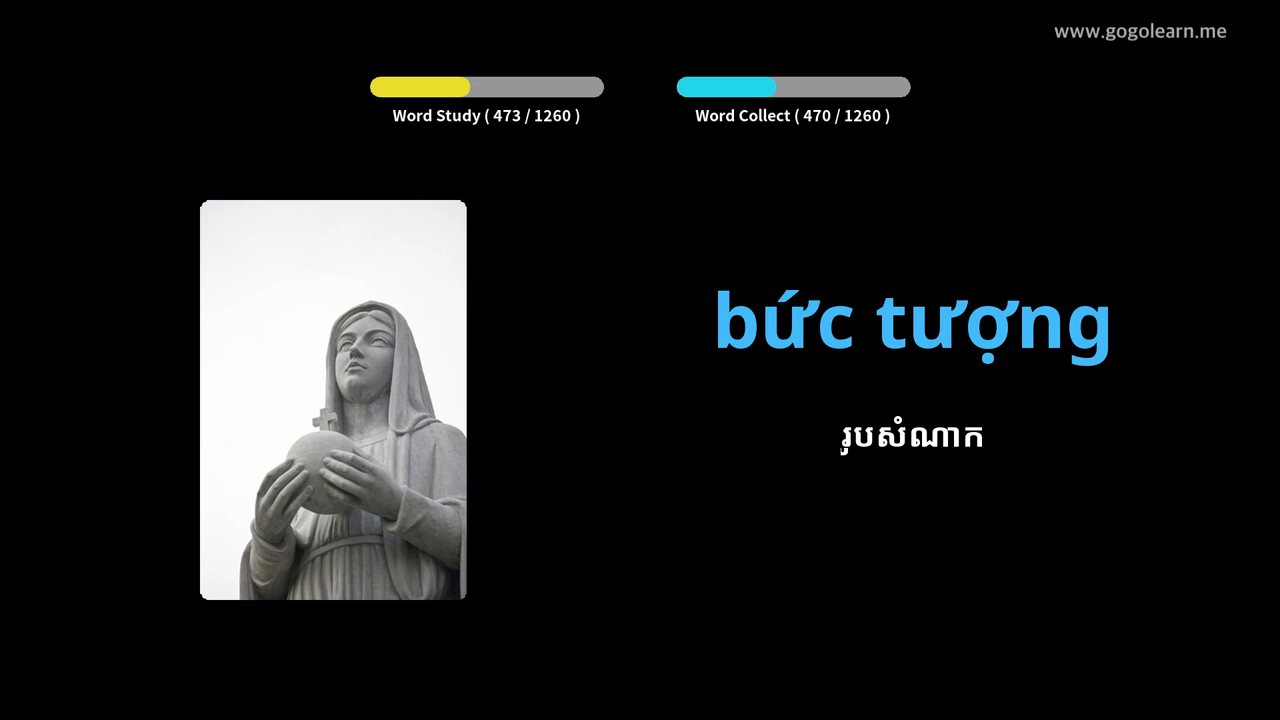 www.gogolearn.me
Word Study ( 473 / 1260 )
Word Collect ( 470 / 1260 )
bức tượng
រូបសំណាក